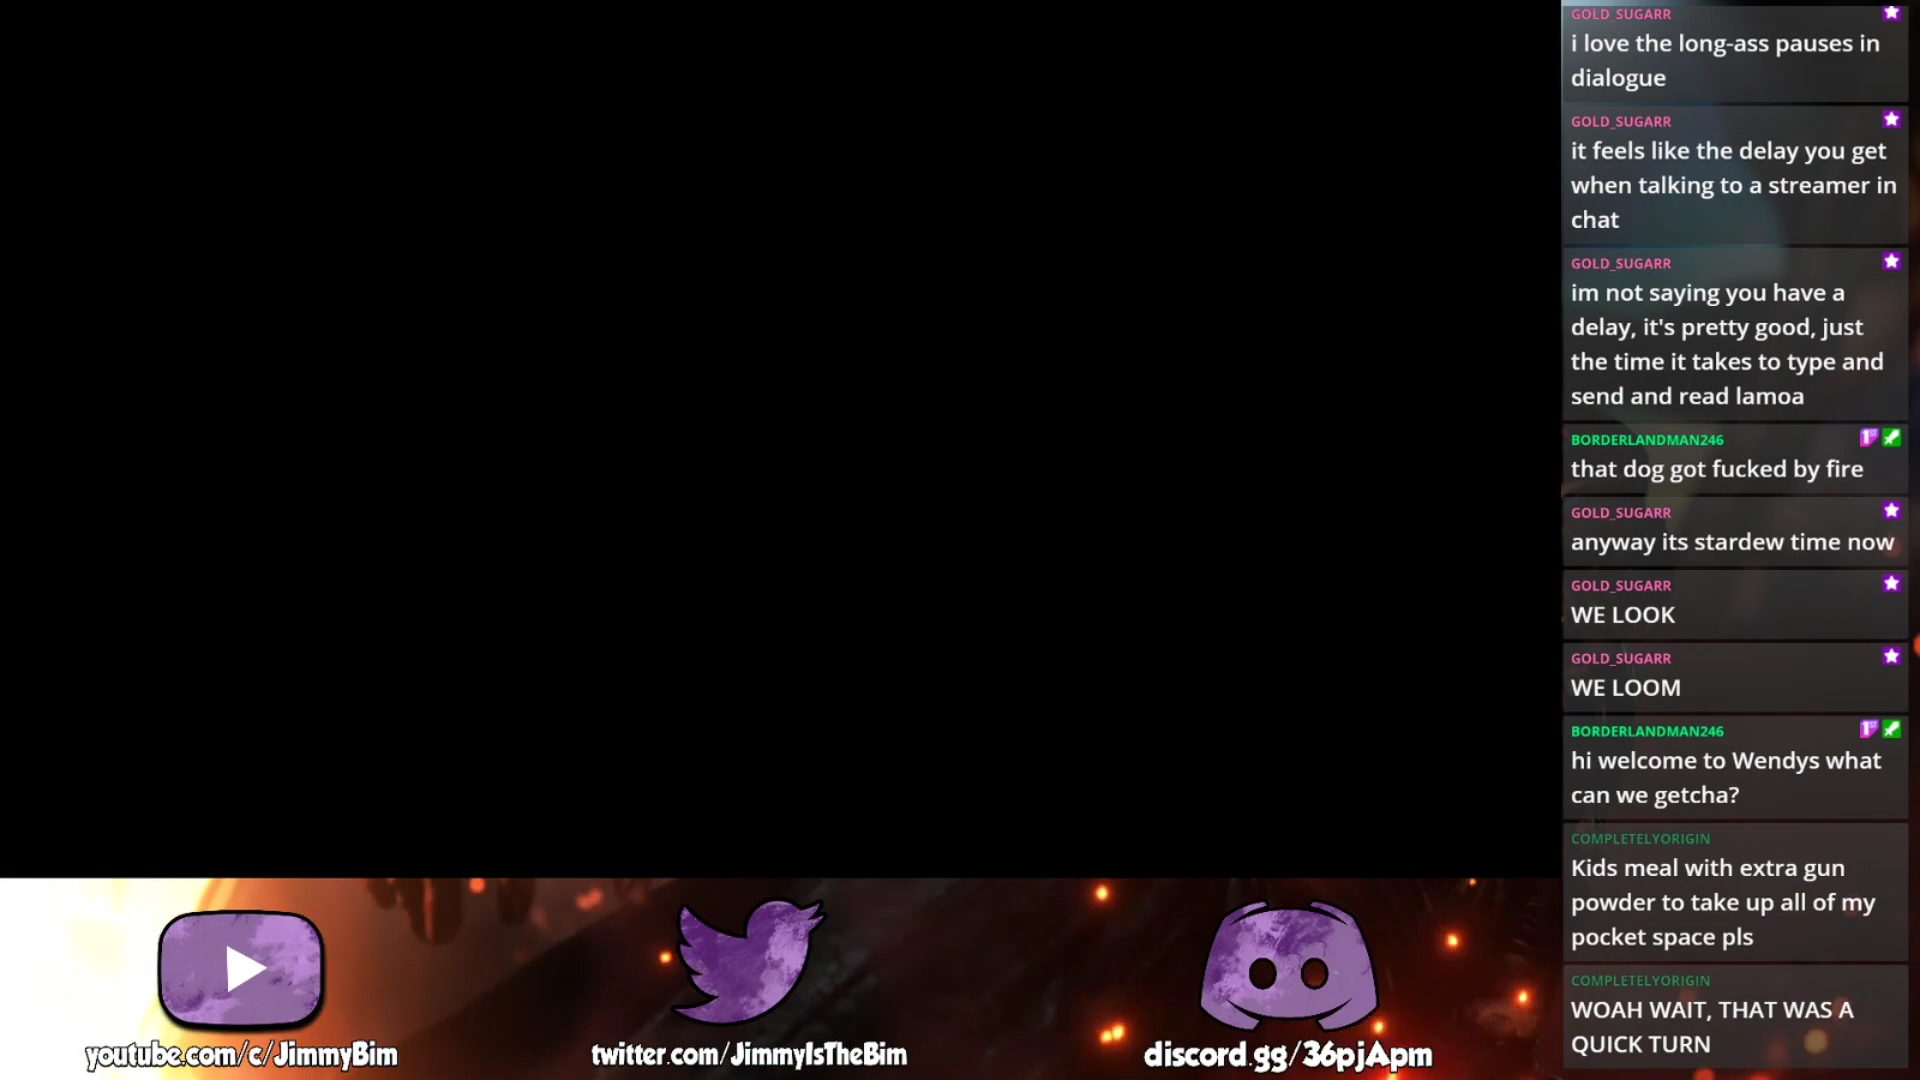 GOLD_SUGARR
i love the long-ass pauses in
dialogue
GOLD_SUGARR
it feels like the delay you get
when talking to a streamer in
chat
GOLD_SUGARR
im not saying you have a
delay, it's pretty good, just
the time it takes to type and
send and read lamoa
BORDERLANDMAN246
that dog got fucked by fire
GOLD_SUGARR
anyway its stardew time now
GOLD_SUGARR
WE LOOK
GOLD_SUGARR
WE LOOM
BORDERLANDMAN246
hi welcome to Wendys what
can we getcha?
COMPLETELYORIGIN
Kids meal with extra gun
powder to take up all of my
pocket space pls
COMPLETELYORIGIN
WOAH WAIT, THAT WAS A
QUICK TURN
youtube.com/c/JimmyBim
twitter.com/JimmyIsTheBim
discord.gg/36pjApm